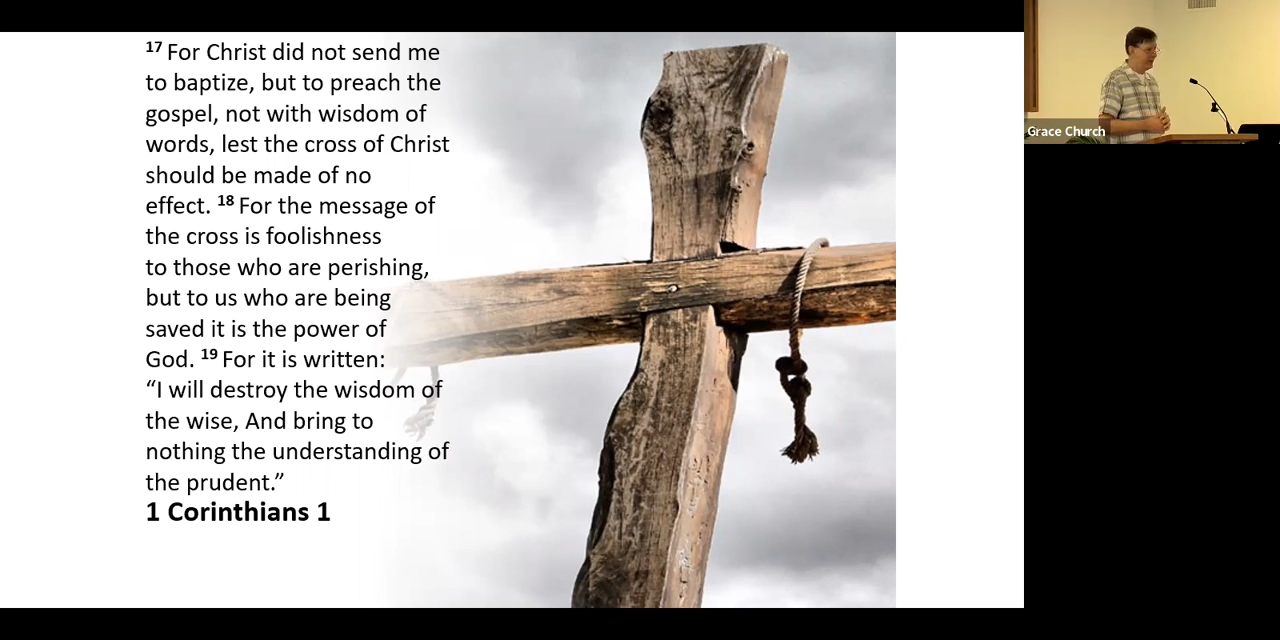 17 For Christ did not send me
to baptize, but to preach the
gospel, not with wisdom of
words, lest the cross of Christ
should be made of no
effect. 18 For the message of
the cross is foolishness
to those who are perishing,
but to us who are being
saved it is the power of
God. 19 For it is written:
“I will destroy the wisdom of
the wise, And bring to
nothing the understanding of
the prudent.”
1 Corinthians 1
Grace Church